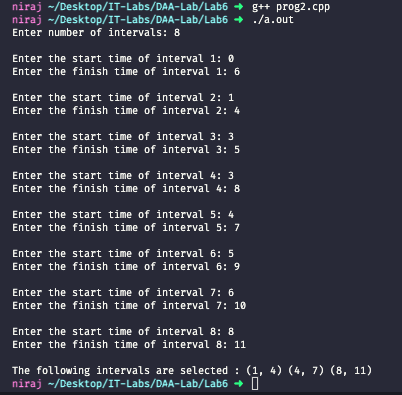 niraj ~/Desktop/IT-Labs/DAA-Lab/Lab6 ➜ g++ prog2.cpp
niraj ~/Desktop/IT-Labs/DAA-Lab/Lab6 ➜ ./a.out
Enter number of intervals: 8
Enter the start time of interval 1: 0
Enter the finish time of interval 1: 6
Enter the start time of interval 2: 1
Enter the finish time of interval 2: 4
Enter the start time of interval 3: 3
Enter the finish time of interval 3: 5
Enter the start time of interval 4: 3
Enter the finish time of interval 4: 8
Enter the start time of interval 5: 4
Enter the finish time of interval 5: 7
Enter the start time of interval 6: 5
Enter the finish time of interval 6: 9
Enter the start time of interval 7: 6
Enter the finish time of interval 7: 10
Enter the start time of interval 8: 8
Enter the finish time of interval 8: 11
The following intervals are selected : (1, 4) (4, 7) (8, 11)
niraj ~/Desktop/IT-Labs/DAA-Lab/Lab6 ➜